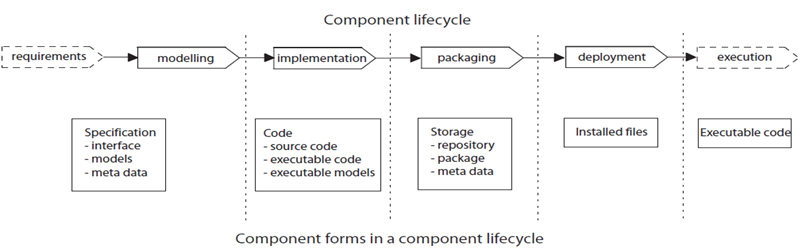 Component lifecycle
requirements
modelling
implementation
packaging
deployment
execution
Specification
- interface
- models
- meta data
Code
- source code
- executable code
- executable models
Storage
- repository
- package
- meta data
Installed files
Executable code
Component forms in a component lifecycle